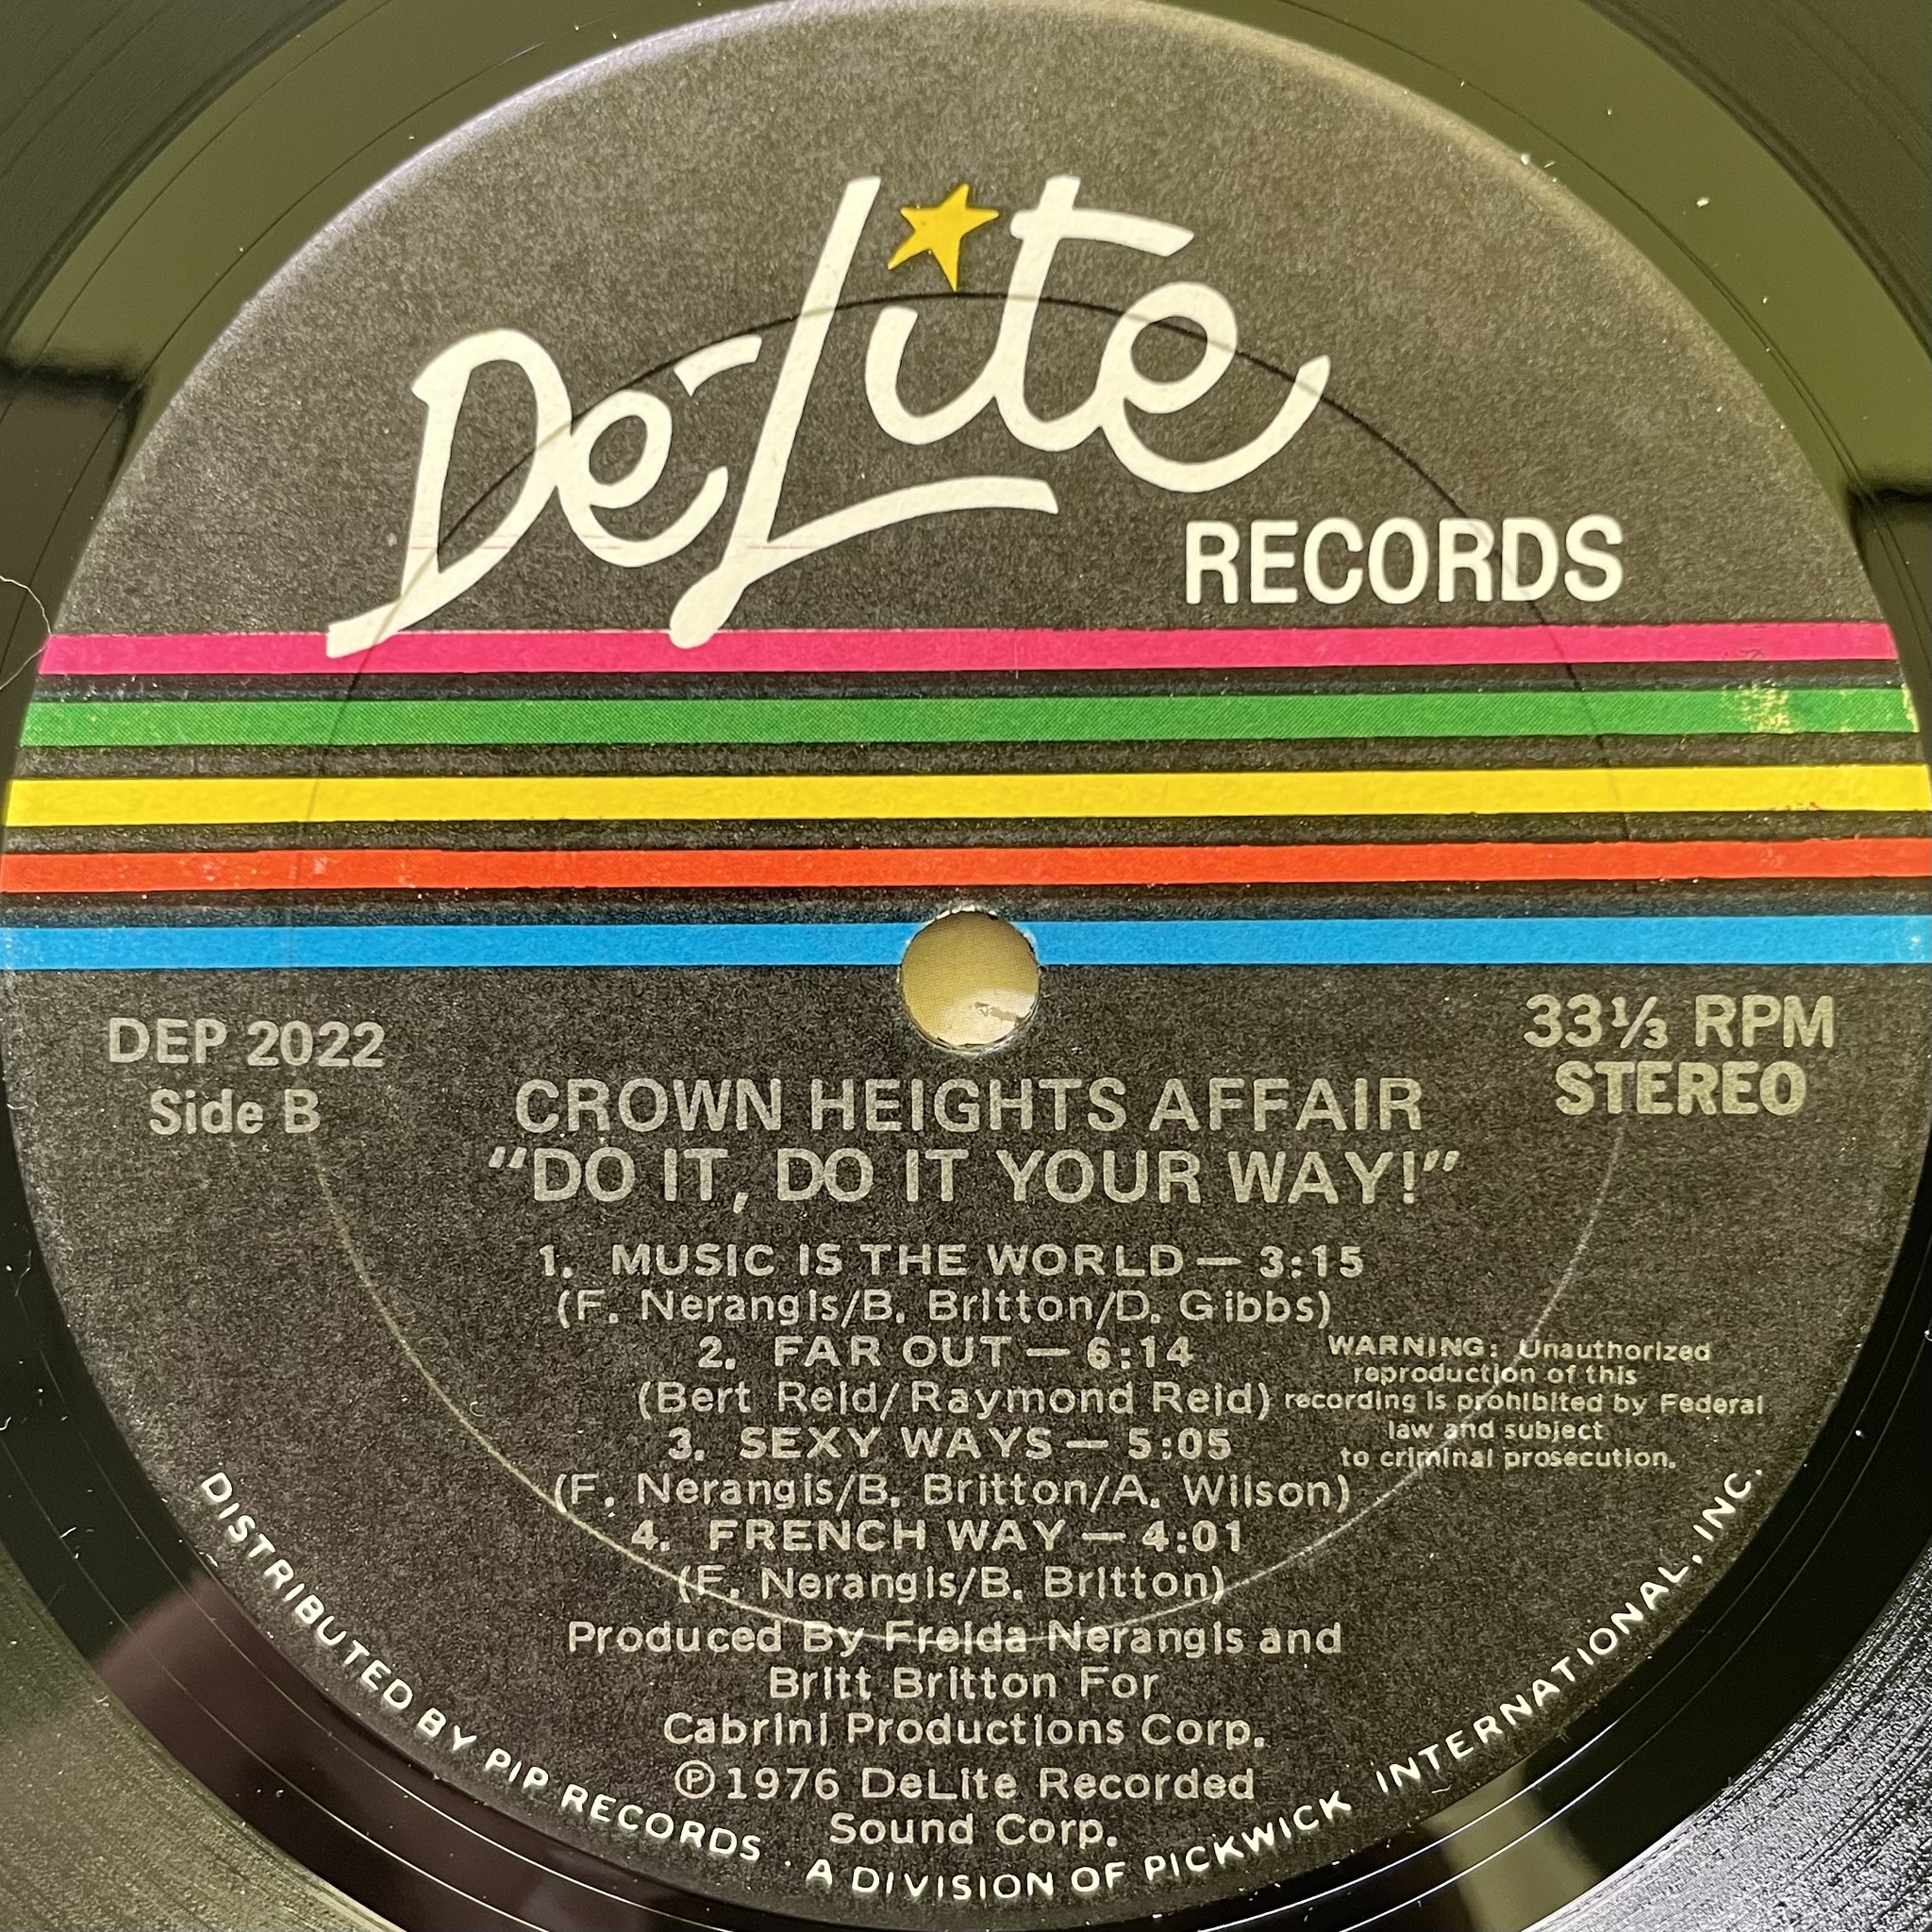 De-Lite
RECORDS
DEP 2022
Side B
33⅓ RPM
STEREO
CROWN HEIGHTS AFFAIR
“DO IT, DO IT YOUR WAY!”
1. MUSIC IS THE WORLD — 3:15
(F. Nerangis/B. Britton/D. Gibbs)
2. FAR OUT — 6:14
(Bert Reid/Raymond Reid)
3. SEXY WAYS — 5:05
(F. Nerangis/B. Britton/A. Wilson)
4. FRENCH WAY — 4:01
(F. Nerangis/B. Britton)
WARNING: Unauthorized
reproduction of this
recording is prohibited by Federal
law and subject
to criminal prosecution.
Produced By Freida Nerangis and
Britt Britton For
Cabrini Productions Corp.
℗1976 DeLite Recorded
Sound Corp.
DISTRIBUTED BY PIP RECORDS · A DIVISION OF PICKWICK INTERNATIONAL, INC.